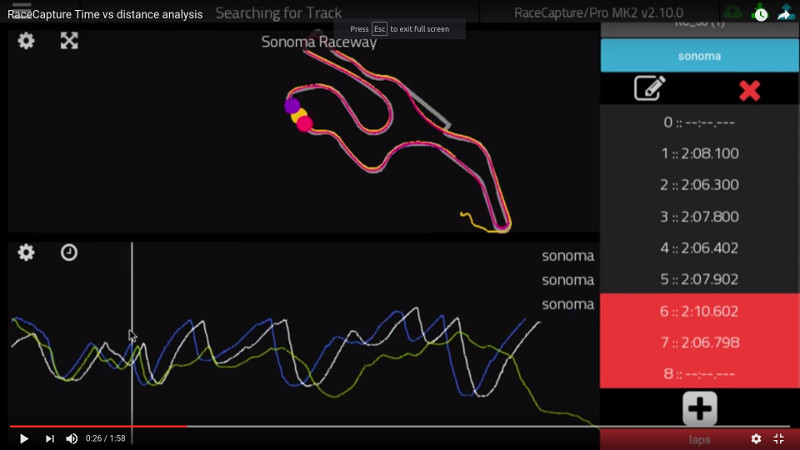 RaceCapture Time vs distance analysis
Searching for Track
RaceCapture/Pro MK2 v2.10.0
Press Esc to exit full screen
Sonoma Raceway
sonoma
0 :: --:--.---
1 :: 2:08.100
2 :: 2:06.300
3 :: 2:07.800
4 :: 2:06.402
5 :: 2:07.902
6 :: 2:10.602
7 :: 2:06.798
8 :: --:--.---
sonoma
sonoma
sonoma
0:26 / 1:58
laps